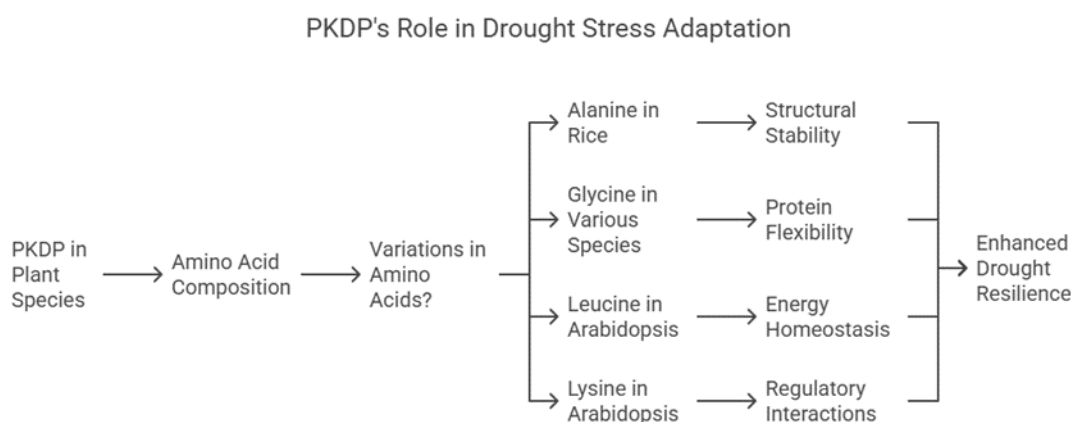 PKDP's Role in Drought Stress Adaptation
PKDP in
Plant
Species
Amino Acid
Composition
Variations in
Amino
Acids?
Alanine in
Rice
Structural
Stability
Glycine in
Various
Species
Protein
Flexibility
Leucine in
Arabidopsis
Energy
Homeostasis
Lysine in
Arabidopsis
Regulatory
Interactions
Enhanced
Drought
Resilience